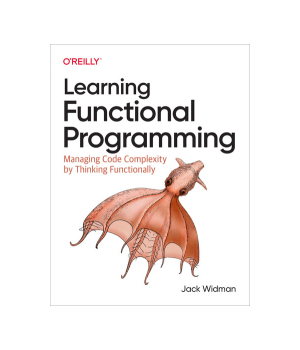 O'REILLY®
Learning
Functional
Programming
Managing Code Complexity
by Thinking Functionally
Jack Widman